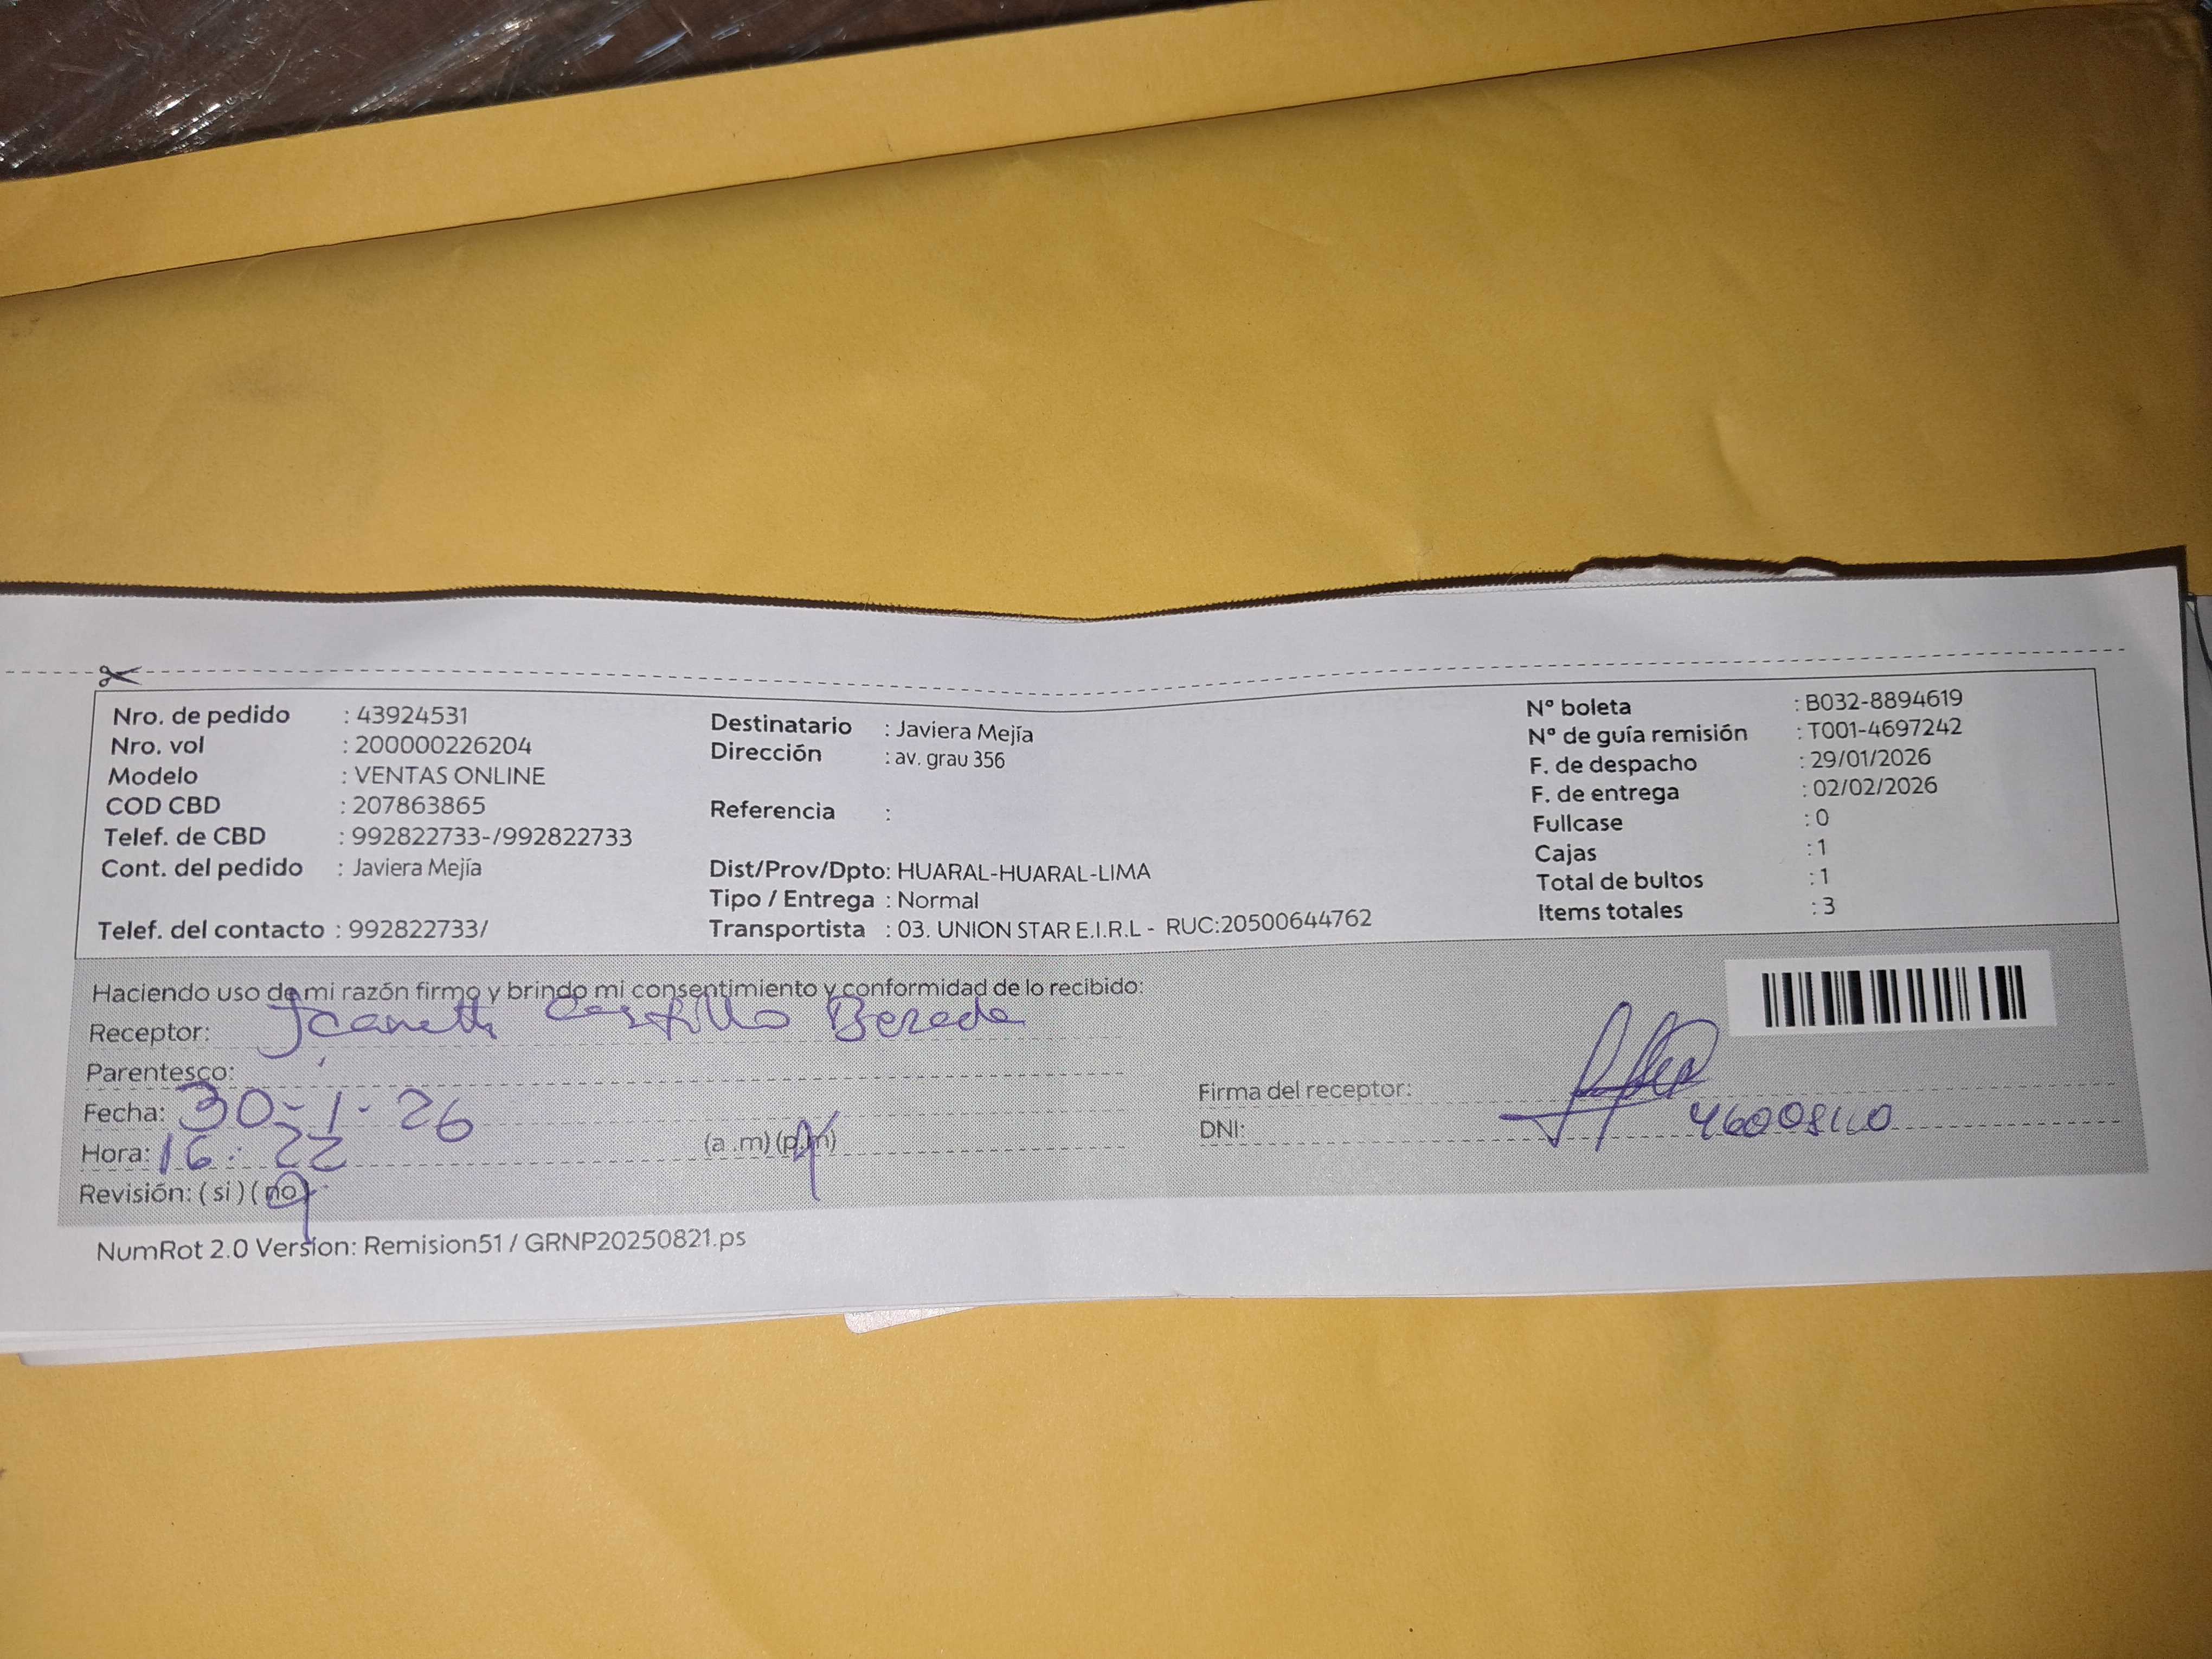 Nro. de pedido : 43924531
Nro. vol : 200000226204
Modelo : VENTAS ONLINE
COD CBD : 207863865
Telef. de CBD : 992822733-/992822733
Cont. del pedido : Javiera Mejía
Telef. del contacto : 992822733/
Destinatario : Javiera Mejía
Dirección : av. grau 356
Referencia :
Dist/Prov/Dpto: HUARAL-HUARAL-LIMA
Tipo / Entrega : Normal
Transportista : 03. UNION STAR E.I.R.L - RUC:20500644762
N° boleta : B032-8894619
N° de guía remisión : T001-4697242
F. de despacho : 29/01/2026
F. de entrega : 02/02/2026
Fullcase : 0
Cajas : 1
Total de bultos : 1
Items totales : 3
Haciendo uso de mi razón firmo y brindo mi consentimiento y conformidad de lo recibido:
Receptor: Castillo
Parentesco:
Fecha: 30-1-26
Hora: 16:22 (a .m) (p.m)
Revisión: ( si ) ( no )
Firma del receptor:
DNI:
NumRot 2.0 Version: Remision51 / GRNP20250821.ps